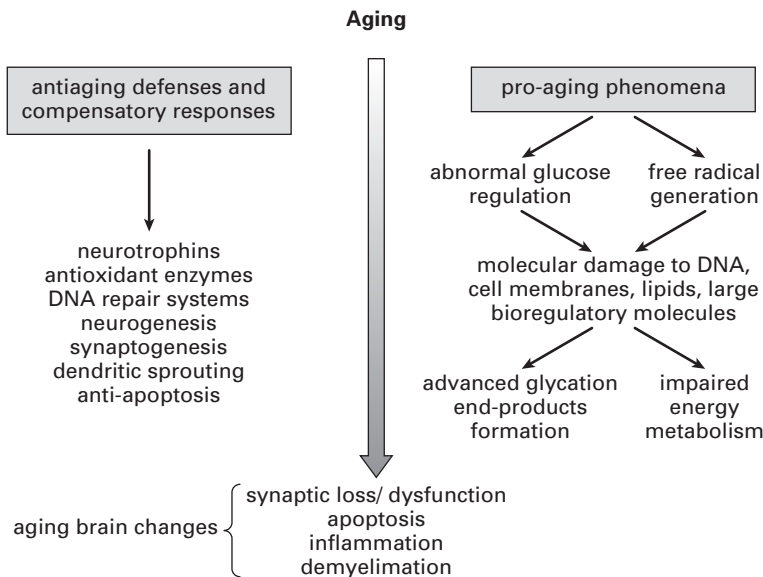 Aging
antiaging defenses and
compensatory responses
neurotrophins
antioxidant enzymes
DNA repair systems
neurogenesis
synaptogenesis
dendritic sprouting
anti-apoptosis
pro-aging phenomena
abnormal glucose
regulation
free radical
generation
molecular damage to DNA,
cell membranes, lipids, large
bioregulatory molecules
advanced glycation
end-products
formation
impaired
energy
metabolism
aging brain changes
synaptic loss/ dysfunction
apoptosis
inflammation
demyelimation